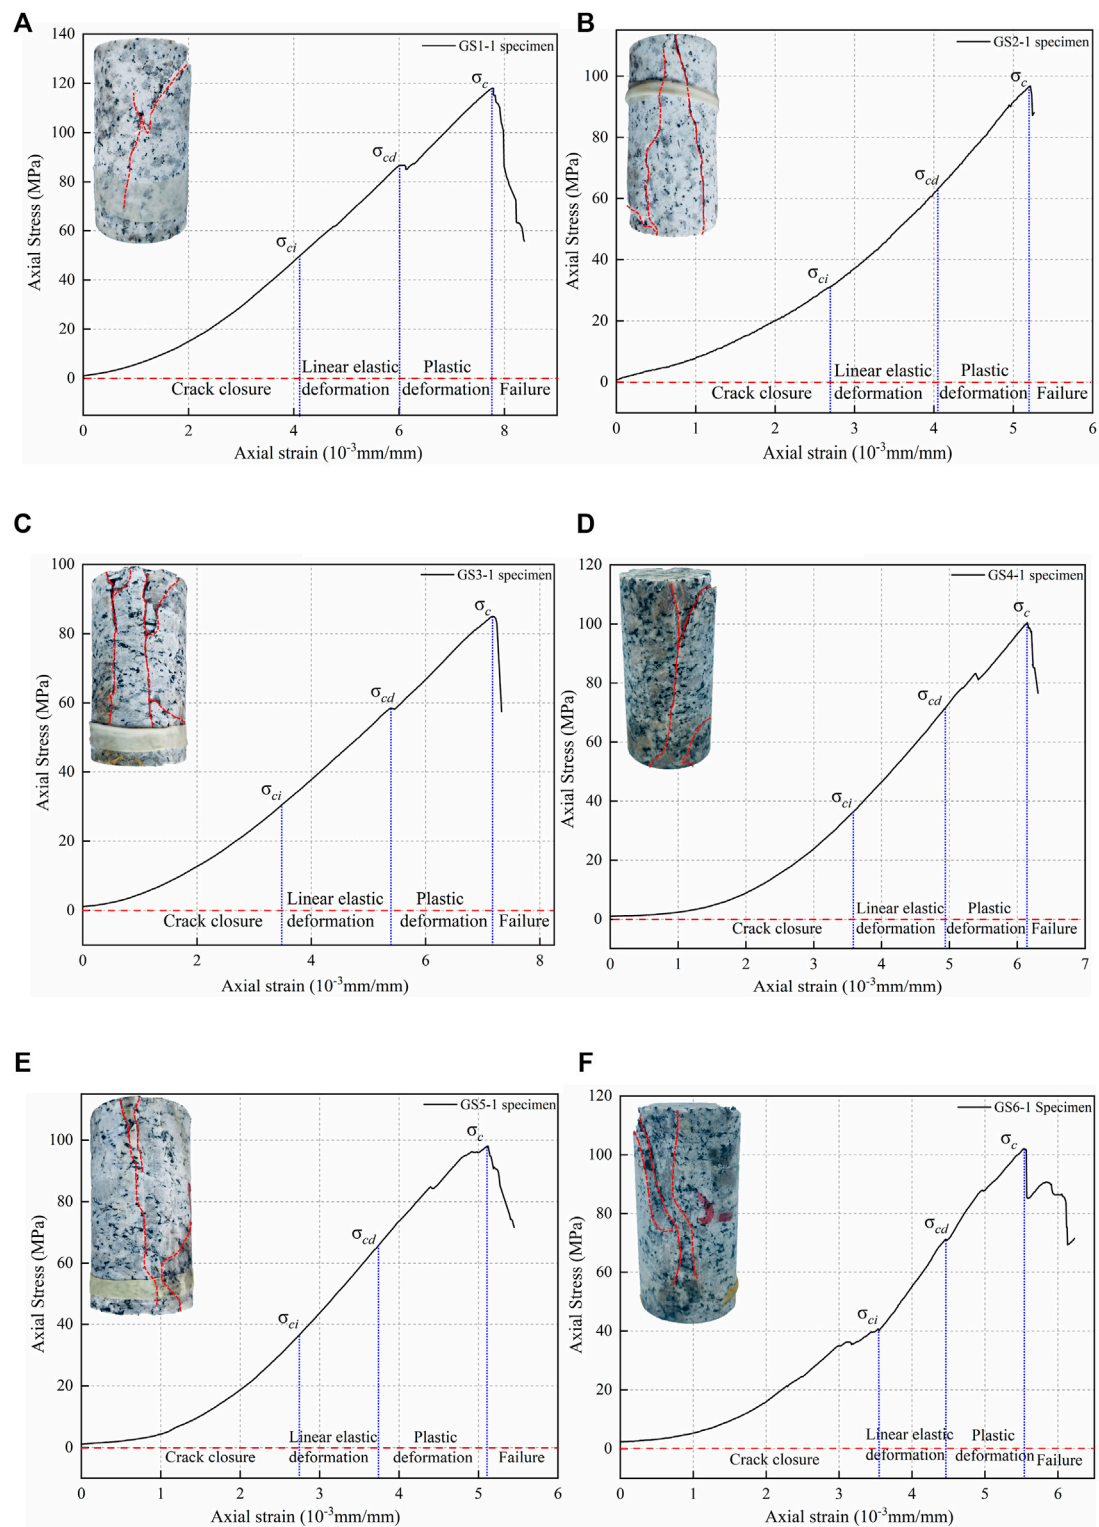 A
GS1-1 specimen
Axial Stress (MPa)
140
120
100
80
60
40
20
0
σc
σcd
σci
Linear elastic
deformation
Plastic
deformation
Crack closure
Failure
0 4 6 8
Axial strain (10-3mm/mm)
B
GS2-1 specimen
Axial Stress (MPa)
100
80
60
40
20
0
σc
σcd
σci
Linear elastic
deformation
Plastic
deformation
Crack closure
Failure
0 1 2 3 4 5 6
Axial strain (10-3mm/mm)
C
GS3-1 specimen
Axial Stress (MPa)
100
80
60
40
20
0
σc
σcd
σci
Linear elastic
deformation
Plastic
deformation
Crack closure
Failure
0 2 4 6 8
Axial strain (10-3mm/mm)
D
GS4-1 specimen
Axial Stress (MPa)
120
100
80
60
40
20
0
σc
σcd
σci
Linear elastic
deformation
Plastic
deformation
Crack closure
Failure
0 1 2 3 4 5 6 7
Axial strain (10-3mm/mm)
E
GS5-1 specimen
Axial Stress (MPa)
100
80
60
40
20
0
σc
σcd
σci
Linear elastic
deformation
Plastic
deformation
Crack closure
Failure
0 1 2 3 4 5 6
Axial strain (10-3mm/mm)
F
GS6-1 Specimen
Axial Stress (MPa)
120
100
80
60
40
20
0
σc
σcd
σci
Linear elastic
deformation
Plastic
deformation
Crack closure
Failure
0 1 2 3 4 5 6
Axial strain (10-3mm/mm)